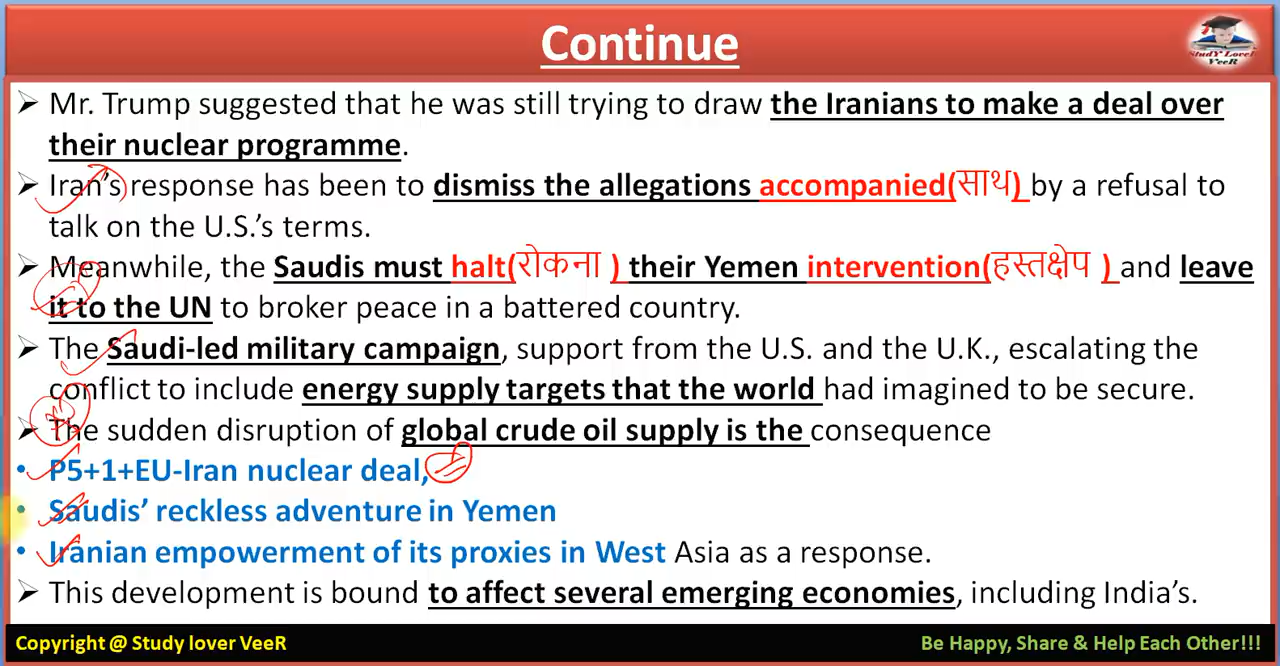 Continue
StudY LoveR
VeeR
➤ Mr. Trump suggested that he was still trying to draw the Iranians to make a deal over
their nuclear programme.
➤ Iran's response has been to dismiss the allegations accompanied(साथ) by a refusal to
talk on the U.S.'s terms.
➤ Meanwhile, the Saudis must halt(रोकना ) their Yemen intervention(हस्तक्षेप ) and leave
it to the UN to broker peace in a battered country.
➤ The Saudi-led military campaign, support from the U.S. and the U.K., escalating the
conflict to include energy supply targets that the world had imagined to be secure.
➤ The sudden disruption of global crude oil supply is the consequence
• P5+1+EU-Iran nuclear deal,
• Saudis' reckless adventure in Yemen
• Iranian empowerment of its proxies in West Asia as a response.
➤ This development is bound to affect several emerging economies, including India's.
Copyright @ Study lover VeeR
Be Happy, Share & Help Each Other!!!